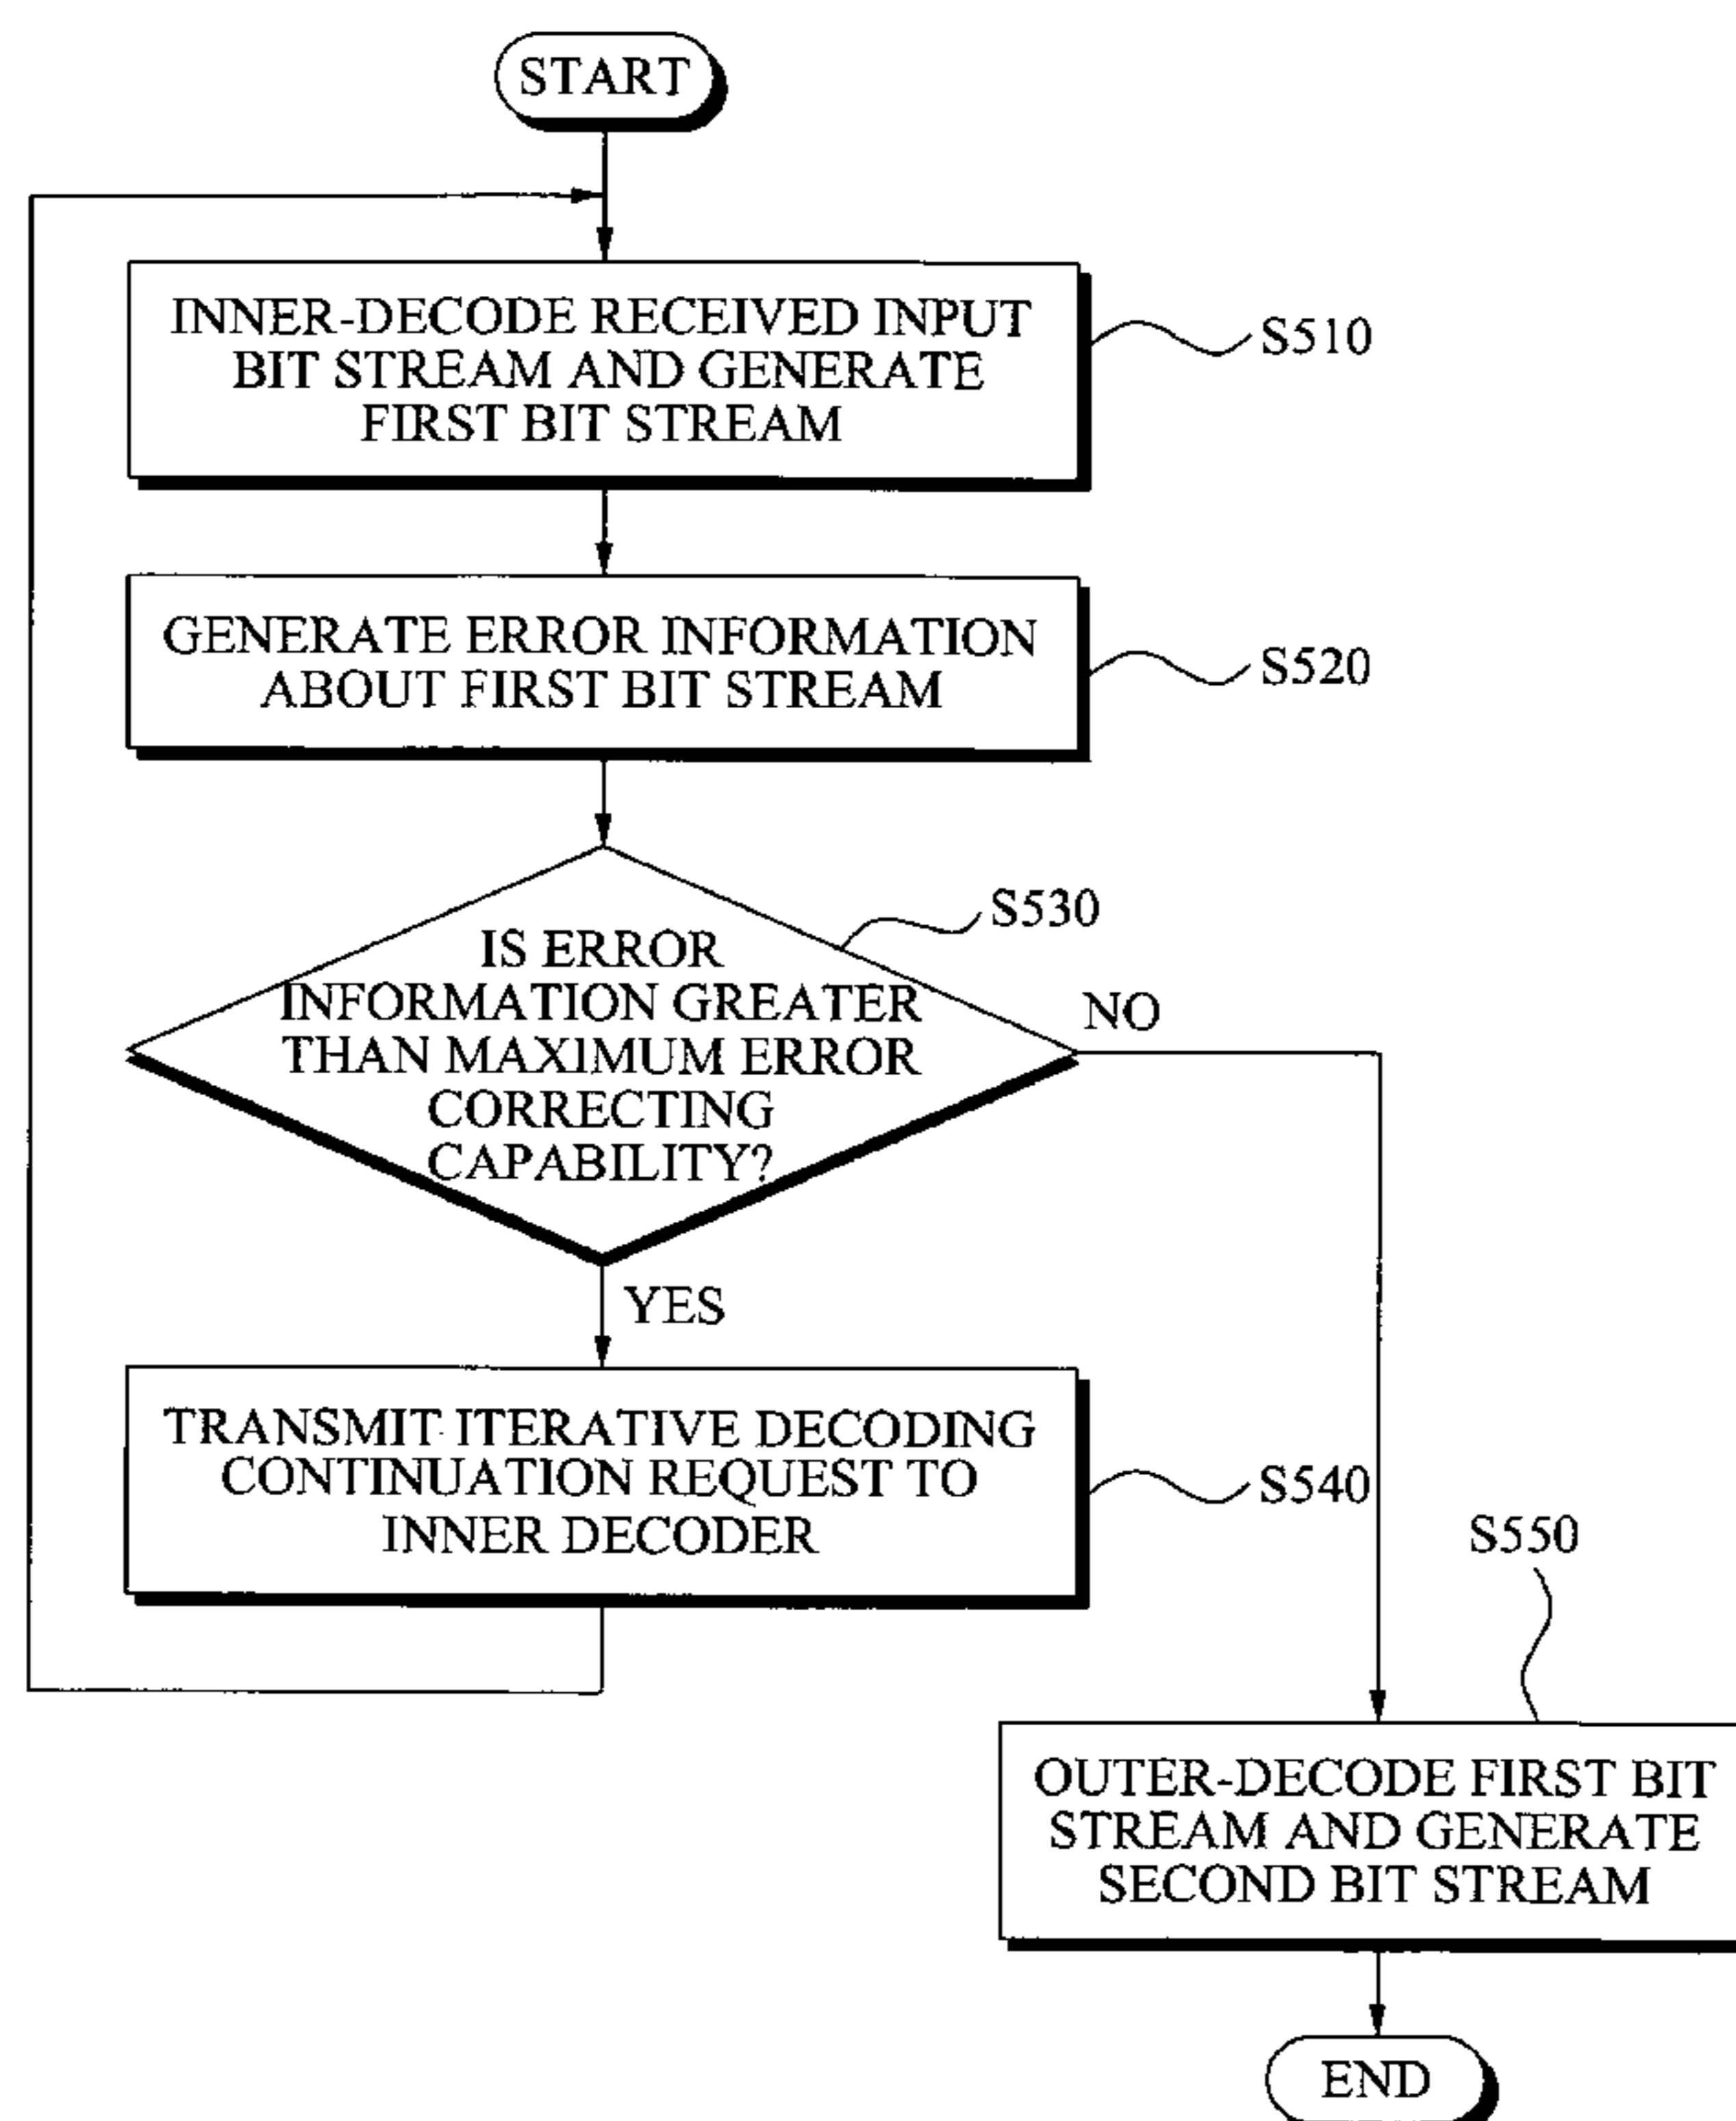 START
INNER-DECODE RECEIVED INPUT
BIT STREAM AND GENERATE
FIRST BIT STREAM
S510
GENERATE ERROR INFORMATION
ABOUT FIRST BIT STREAM
S520
IS ERROR
INFORMATION GREATER
THAN MAXIMUM ERROR
CORRECTING
CAPABILITY?
S530
NO
YES
TRANSMIT ITERATIVE DECODING
CONTINUATION REQUEST TO
INNER DECODER
S540
S550
OUTER-DECODE FIRST BIT
STREAM AND GENERATE
SECOND BIT STREAM
END